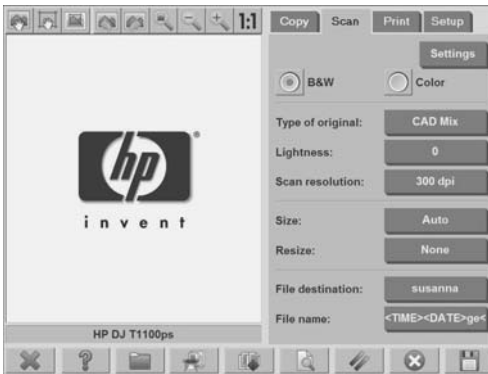 1:1
Copy Scan Print Setup
Settings
B&W Color
Type of original: CAD Mix
Lightness: 0
Scan resolution: 300 dpi
hp
®
invent
Size: Auto
Resize: None
File destination: susanna
File name: <TIME><DATE>ge<
HP DJ T1100ps
?